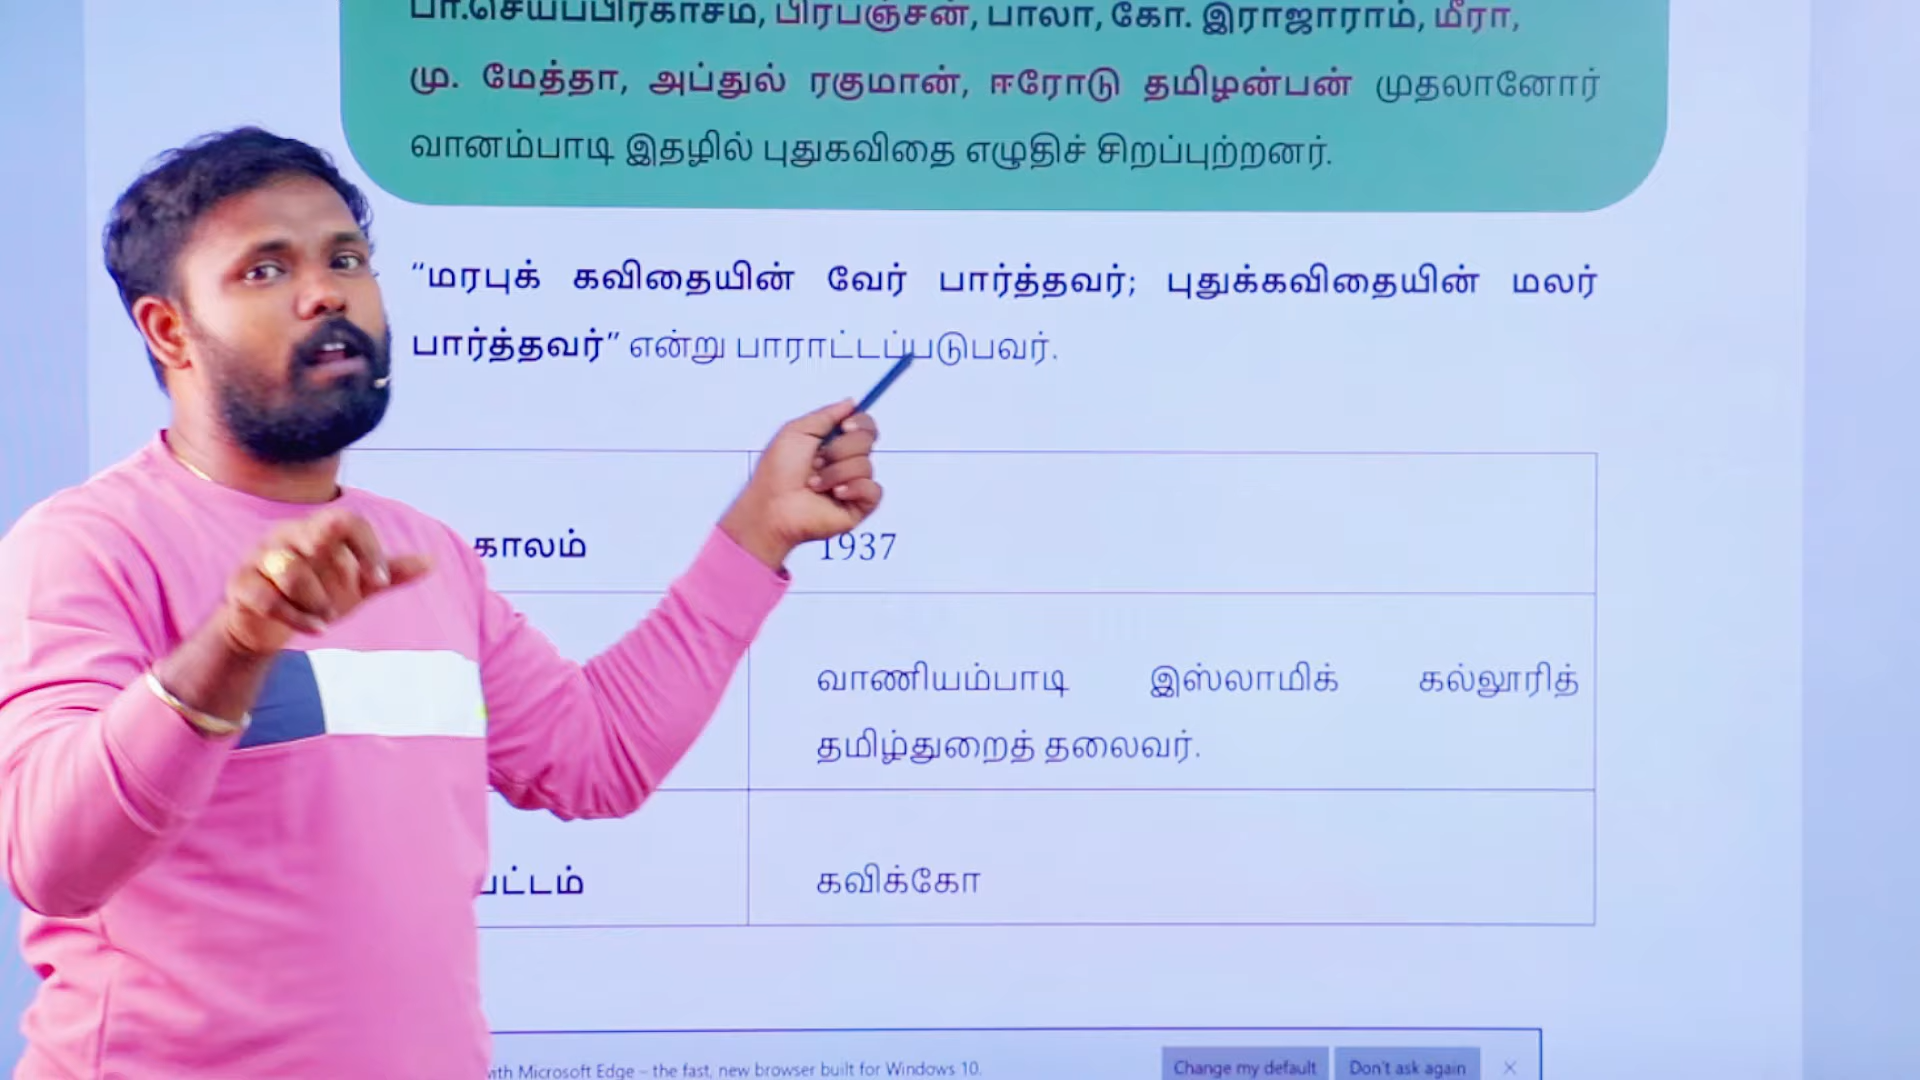 பா.செயப்பிரகாசம், பிரபஞ்சன், பாலா, கோ. இராஜாராம், மீரா,
மு. மேத்தா, அப்துல் ரகுமான், ஈரோடு தமிழன்பன் முதலானோர்
வானம்பாடி இதழில் புதுகவிதை எழுதிச் சிறப்புற்றனர்.
“மரபுக் கவிதையின் வேர் பார்த்தவர்; புதுக்கவிதையின் மலர்
பார்த்தவர்” என்று பாராட்டப்படுபவர்.
காலம் 1937
வாணியம்பாடி இஸ்லாமிக் கல்லூரித்
தமிழ்துறைத் தலைவர்.
பட்டம் கவிக்கோ
with Microsoft Edge – the fast, new browser built for Windows 10. Change my default Don't ask again